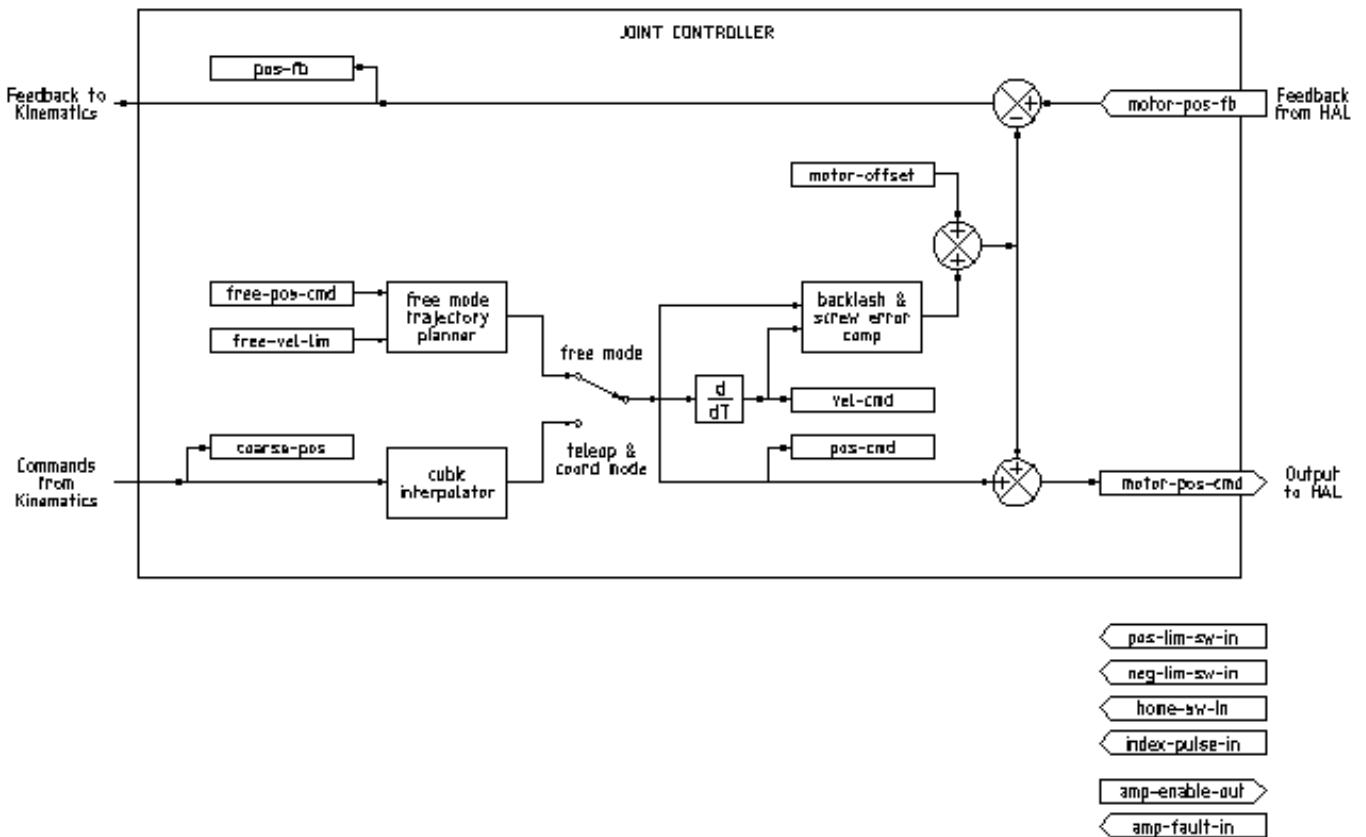 JOINT CONTROLLER
pos-fb
Feedback to
Kinematics
+
-
motor-pos-fb
Feedback
from HAL
motor-offset
+
+
free-pos-cmd
free-vel-lim
free mode
trajectory
planner
backlash &
screw error
comp
free mode
d
dT
vel-cmd
coarse-pos
teleop &
coord mode
pos-cmd
Commands
from
Kinematics
cubic
interpolator
+
+
motor-pos-cmd
Output
to HAL
pos-lim-sw-in
neg-lim-sw-in
home-sw-in
index-pulse-in
amp-enable-out
amp-fault-in